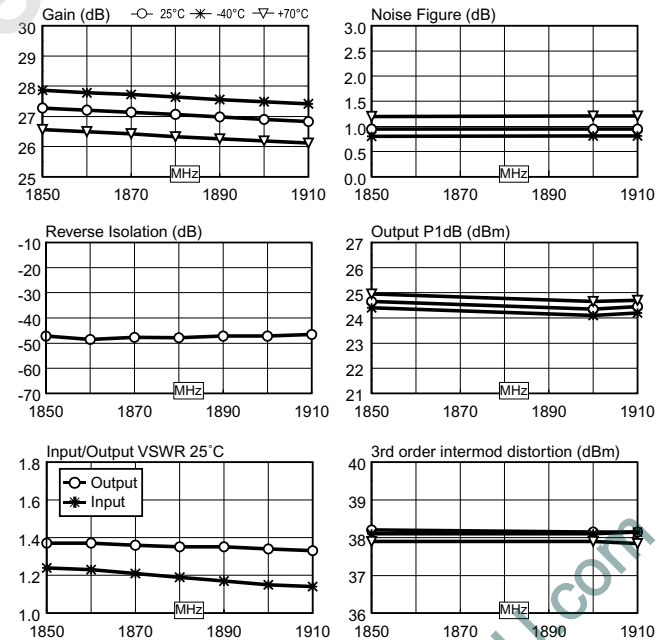 Gain (dB) 25°C -40°C +70°C
30
29
28
27
26
25
MHz
1850 1870 1890 1910
Noise Figure (dB)
3.0
2.5
2.0
1.5
1.0
0.5
0.0
MHz
1850 1870 1890 1910
Reverse Isolation (dB)
-10
-20
-30
-40
-50
-60
-70
MHz
1850 1870 1890 1910
Output P1dB (dBm)
27
26
25
24
23
22
21
MHz
1850 1870 1890 1910
Input/Output VSWR 25˚C
1.8
1.6
1.4
1.2
1.0
Output
Input
MHz
1850 1870 1890 1910
3rd order intermod distortion (dBm)
40
39
38
37
36
MHz
1850 1870 1890 1910
.com